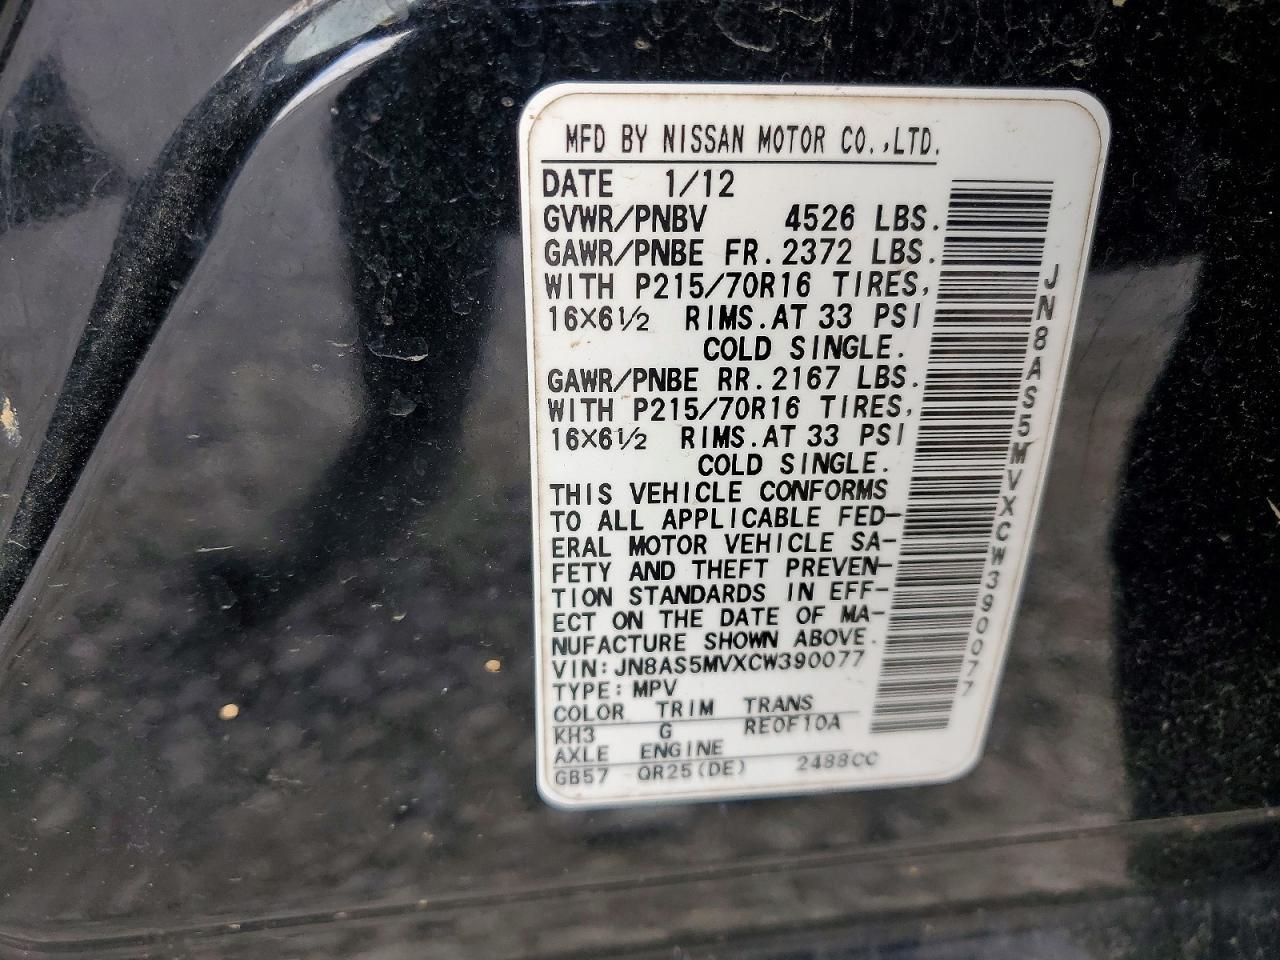 MFD BY NISSAN MOTOR CO.,LTD.
DATE 1/12
GVWR/PNBV 4526 LBS.
GAWR/PNBE FR. 2372 LBS.
WITH P215/70R16 TIRES,
16X6½ RIMS.AT 33 PSI
COLD SINGLE.
GAWR/PNBE RR. 2167 LBS.
WITH P215/70R16 TIRES,
16X6½ RIMS.AT 33 PSI
COLD SINGLE.
THIS VEHICLE CONFORMS
TO ALL APPLICABLE FED-
ERAL MOTOR VEHICLE SA-
FETY AND THEFT PREVEN-
TION STANDARDS IN EFF-
ECT ON THE DATE OF MA-
NUFACTURE SHOWN ABOVE.
VIN: JN8AS5MVXCW390077
TYPE: MPV
COLOR TRIM TRANS
KH3 G RE0F10A
AXLE ENGINE
GB57 QR25(DE) 2488CC
JN8AS5MVXCW390077